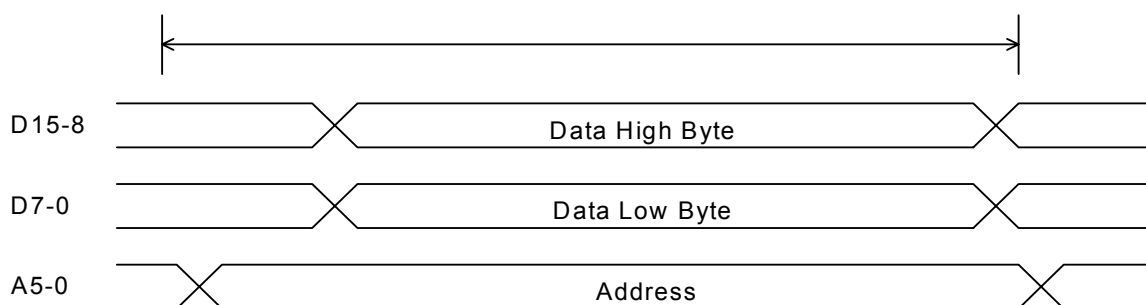 D15-8 Data High Byte
D7-0 Data Low Byte
A5-0 Address